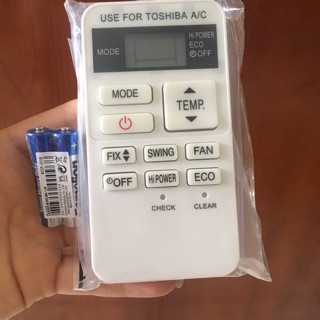 USE FOR TOSHIBA A/C
MODE
Hi POWER
ECO
OFF
MODE
TEMP.
FIX
SWING
FAN
OFF
Hi POWER
ECO
CHECK
CLEAR